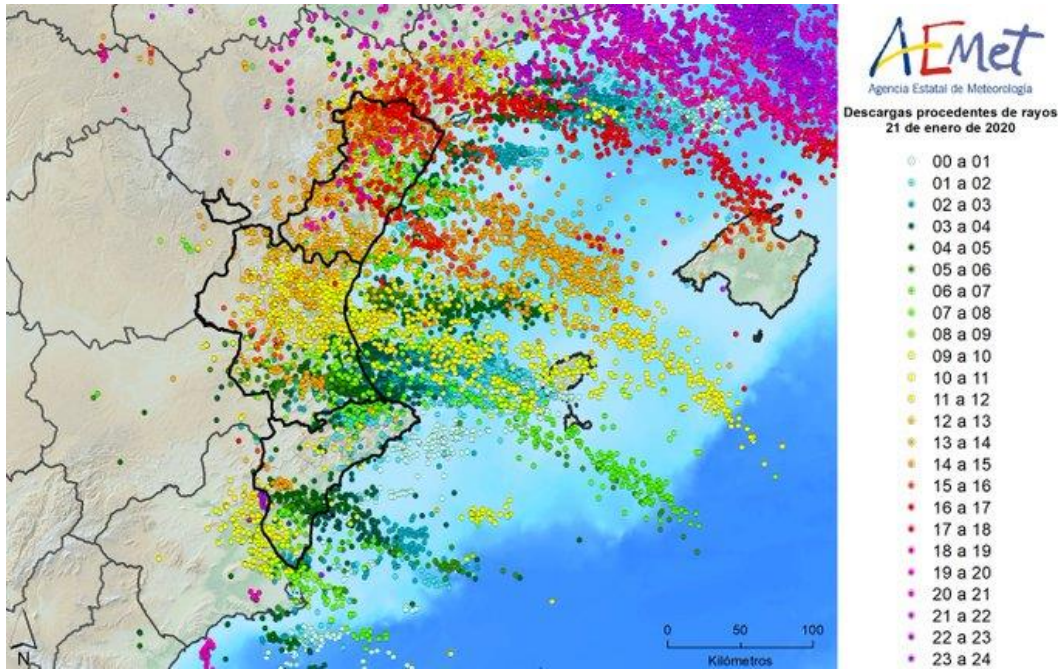 AEMet
Agencia Estatal de Meteorología
Descargas procedentes de rayos
21 de enero de 2020
00 a 01
01 a 02
02 a 03
03 a 04
04 a 05
05 a 06
06 a 07
07 a 08
08 a 09
09 a 10
10 a 11
11 a 12
12 a 13
13 a 14
14 a 15
15 a 16
16 a 17
17 a 18
18 a 19
19 a 20
20 a 21
21 a 22
22 a 23
23 a 24
N
0 50 100
Kilómetros